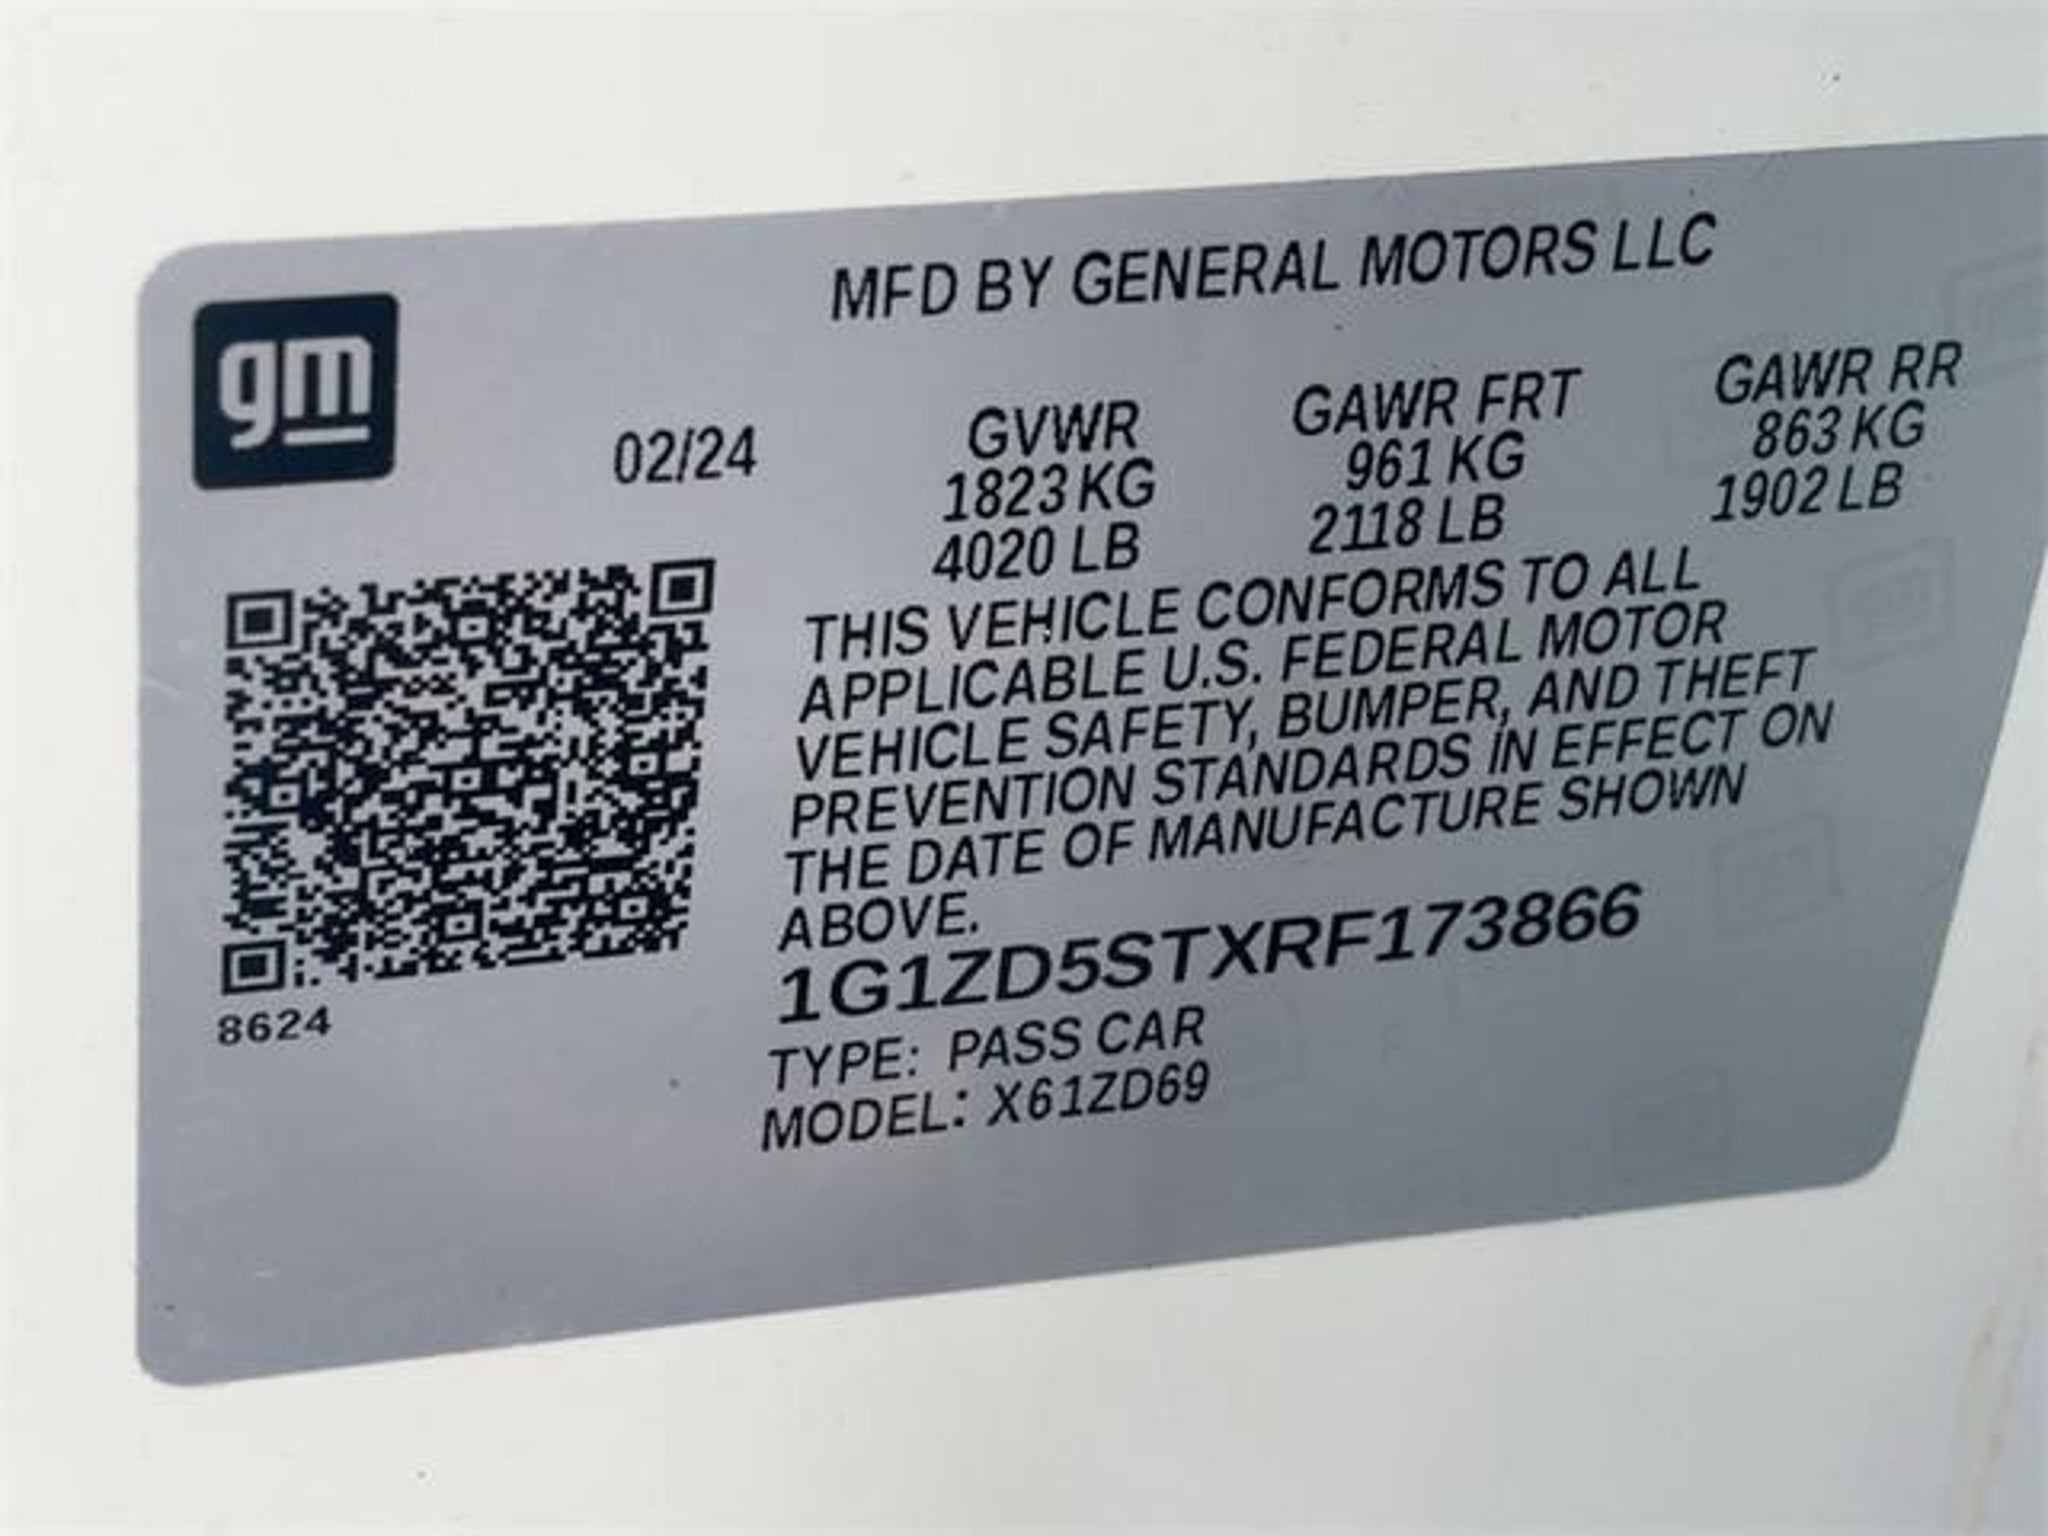 gm
MFD BY GENERAL MOTORS LLC
02/24
GVWR
1823 KG
4020 LB
GAWR FRT
961 KG
2118 LB
GAWR RR
863 KG
1902 LB
THIS VEHICLE CONFORMS TO ALL
APPLICABLE U.S. FEDERAL MOTOR
VEHICLE SAFETY, BUMPER, AND THEFT
PREVENTION STANDARDS IN EFFECT ON
THE DATE OF MANUFACTURE SHOWN
ABOVE.
1G1ZD5STXRF173866
TYPE: PASS CAR
MODEL: X61ZD69
8624